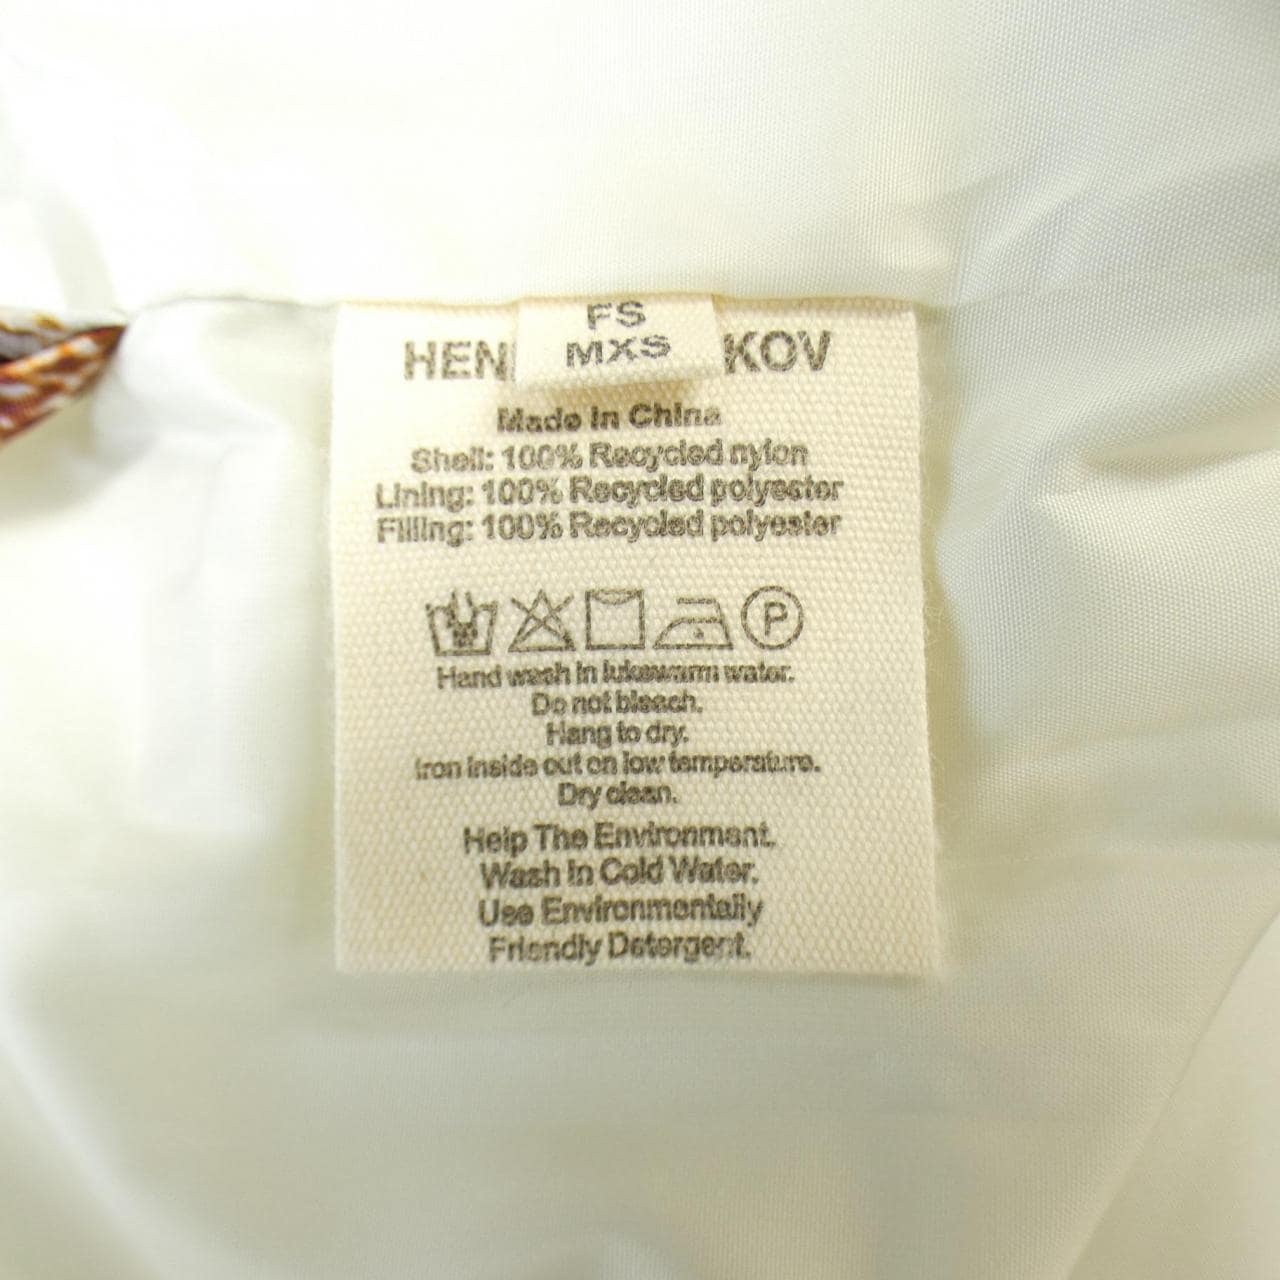 FS
MXS
HEN KOV
Made in China
Shell: 100% Recycled nylon
Lining: 100% Recycled polyester
Filling: 100% Recycled polyester
P
Hand wash in lukewarm water.
Do not bleach.
Hang to dry.
Iron inside out on low temperature.
Dry clean.
Help The Environment.
Wash In Cold Water.
Use Environmentally
Friendly Detergent.